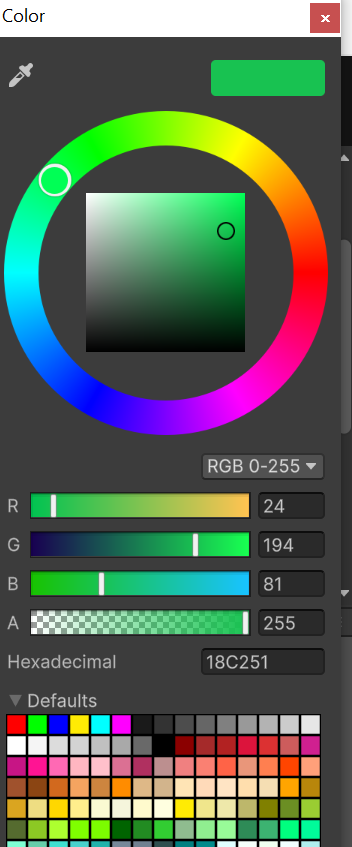 Color
RGB 0-255
R 24
G 194
B 81
A 255
Hexadecimal 18C251
Defaults